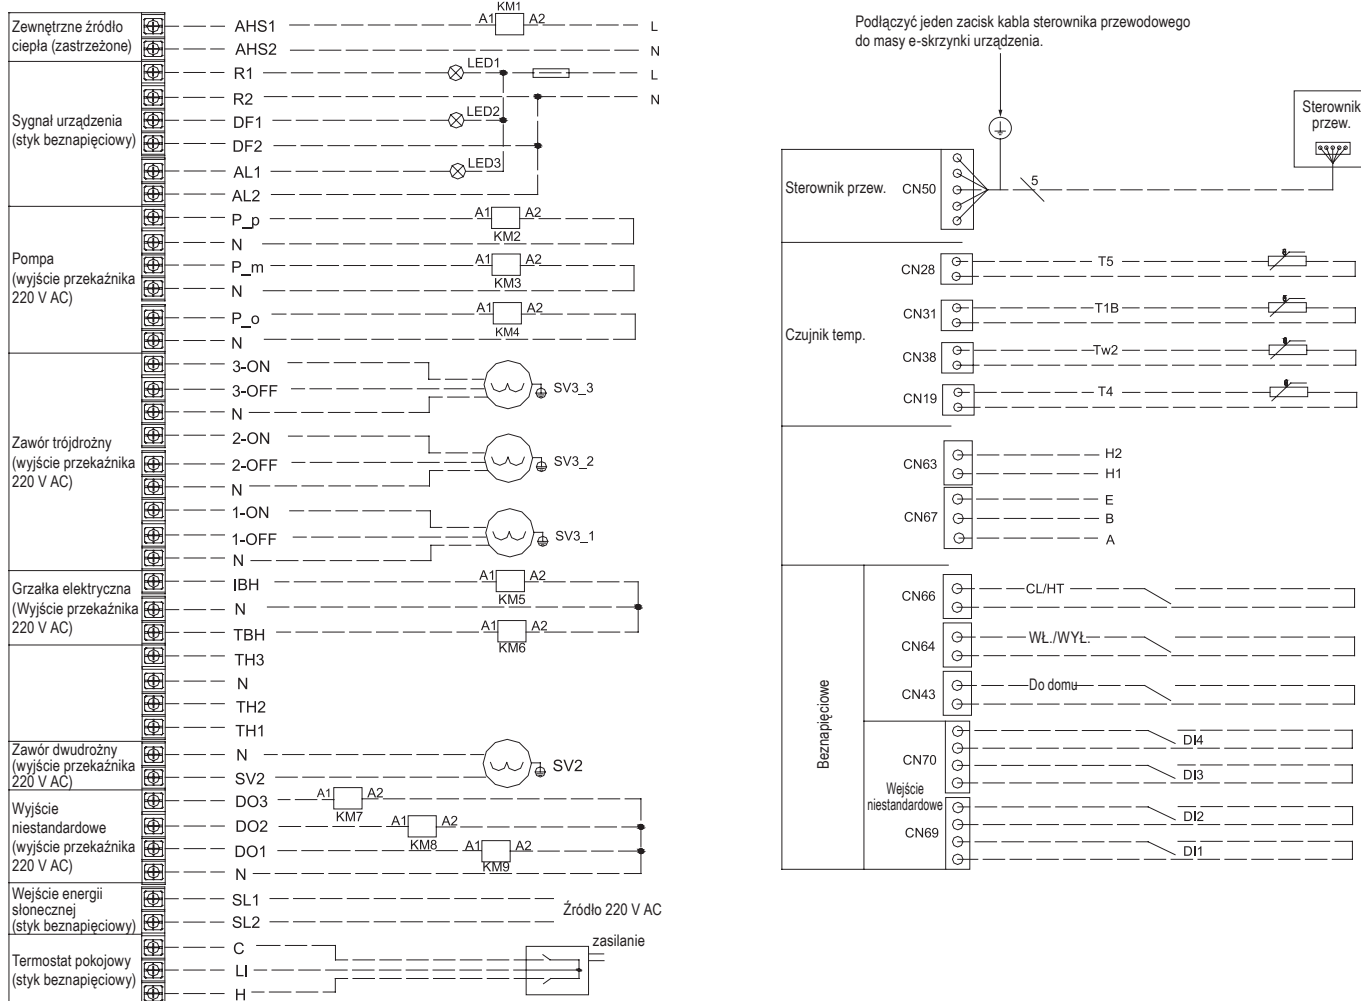 Zewnętrzne źródło
ciepła (zastrzeżone)
AHS1
A1
KM1
A2
L
AHS2
N
Sygnał urządzenia
(styk beznapięciowy)
R1
LED1
L
R2
N
DF1
LED2
DF2
AL1
LED3
AL2
Pompa
(wyjście przekaźnika
220 V AC)
P_p
A1
A2
KM2
N
P_m
A1
A2
KM3
N
P_o
A1
A2
KM4
N
Zawór trójdrożny
(wyjście przekaźnika
220 V AC)
3-ON
3-OFF
SV3_3
N
2-ON
2-OFF
SV3_2
N
1-ON
1-OFF
SV3_1
N
Grzałka elektryczna
(Wyjście przekaźnika
220 V AC)
IBH
A1
A2
KM5
N
TBH
A1
A2
KM6
TH3
N
TH2
TH1
Zawór dwudrożny
(wyjście przekaźnika
220 V AC)
N
SV2
SV2
Wyjście
niestandardowe
(wyjście przekaźnika
220 V AC)
DO3
A1
A2
KM7
DO2
A1
A2
KM8
DO1
A1
A2
KM9
N
Wejście energii
słonecznej
(styk beznapięciowy)
SL1
SL2
Źródło 220 V AC
Termostat pokojowy
(styk beznapięciowy)
C
LI
H
zasilanie
Podłączyć jeden zacisk kabla sterownika przewodowego
do masy e-skrzynki urządzenia.
Sterownik
przew.
Sterownik przew.
CN50
5
Czujnik temp.
CN28
T5
CN31
T1B
CN38
Tw2
CN19
T4
CN63
H2
H1
CN67
E
B
A
Beznapięciowe
CN66
CL/HT
CN64
WŁ./WYŁ.
CN43
Do domu
CN70
DI4
DI3
Wejście
niestandardowe
CN69
DI2
DI1